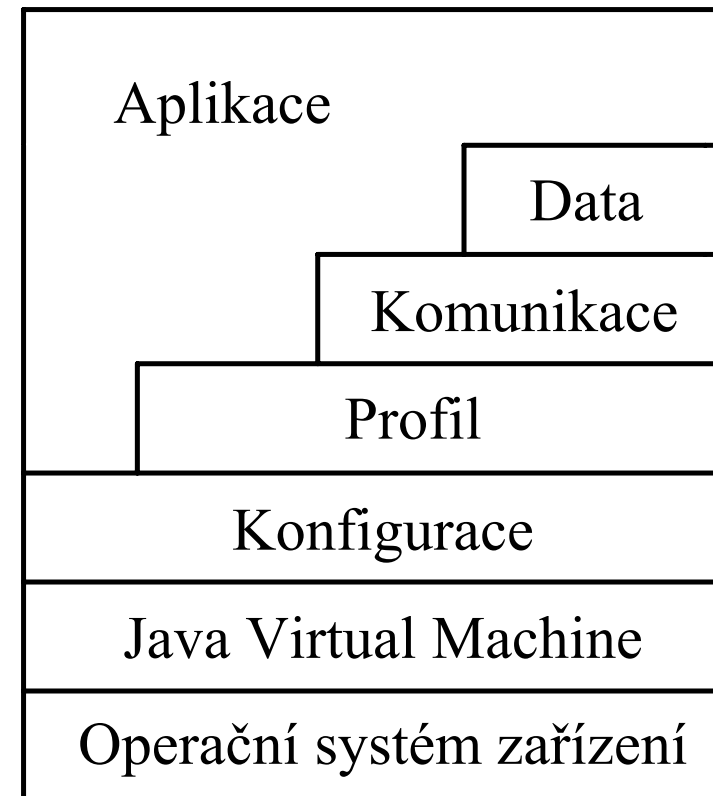 Aplikace
Data
Komunikace
Profil
Konfigurace
Java Virtual Machine
Operační systém zařízení